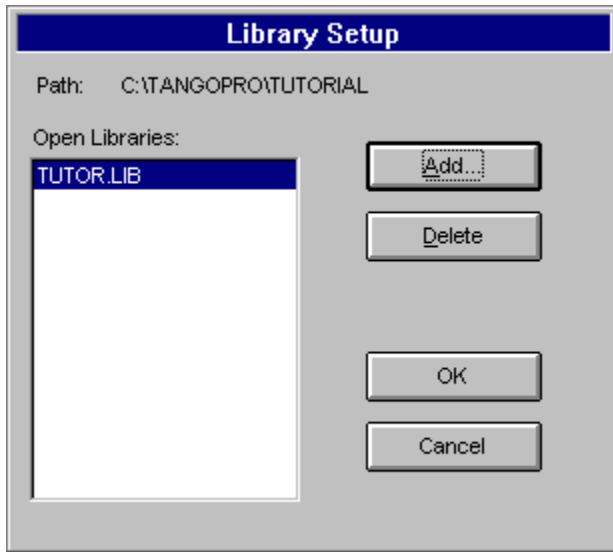 Library Setup
Path: C:\TANGOPRO\TUTORIAL
Open Libraries:
TUTOR.LIB
Add...
Delete
OK
Cancel